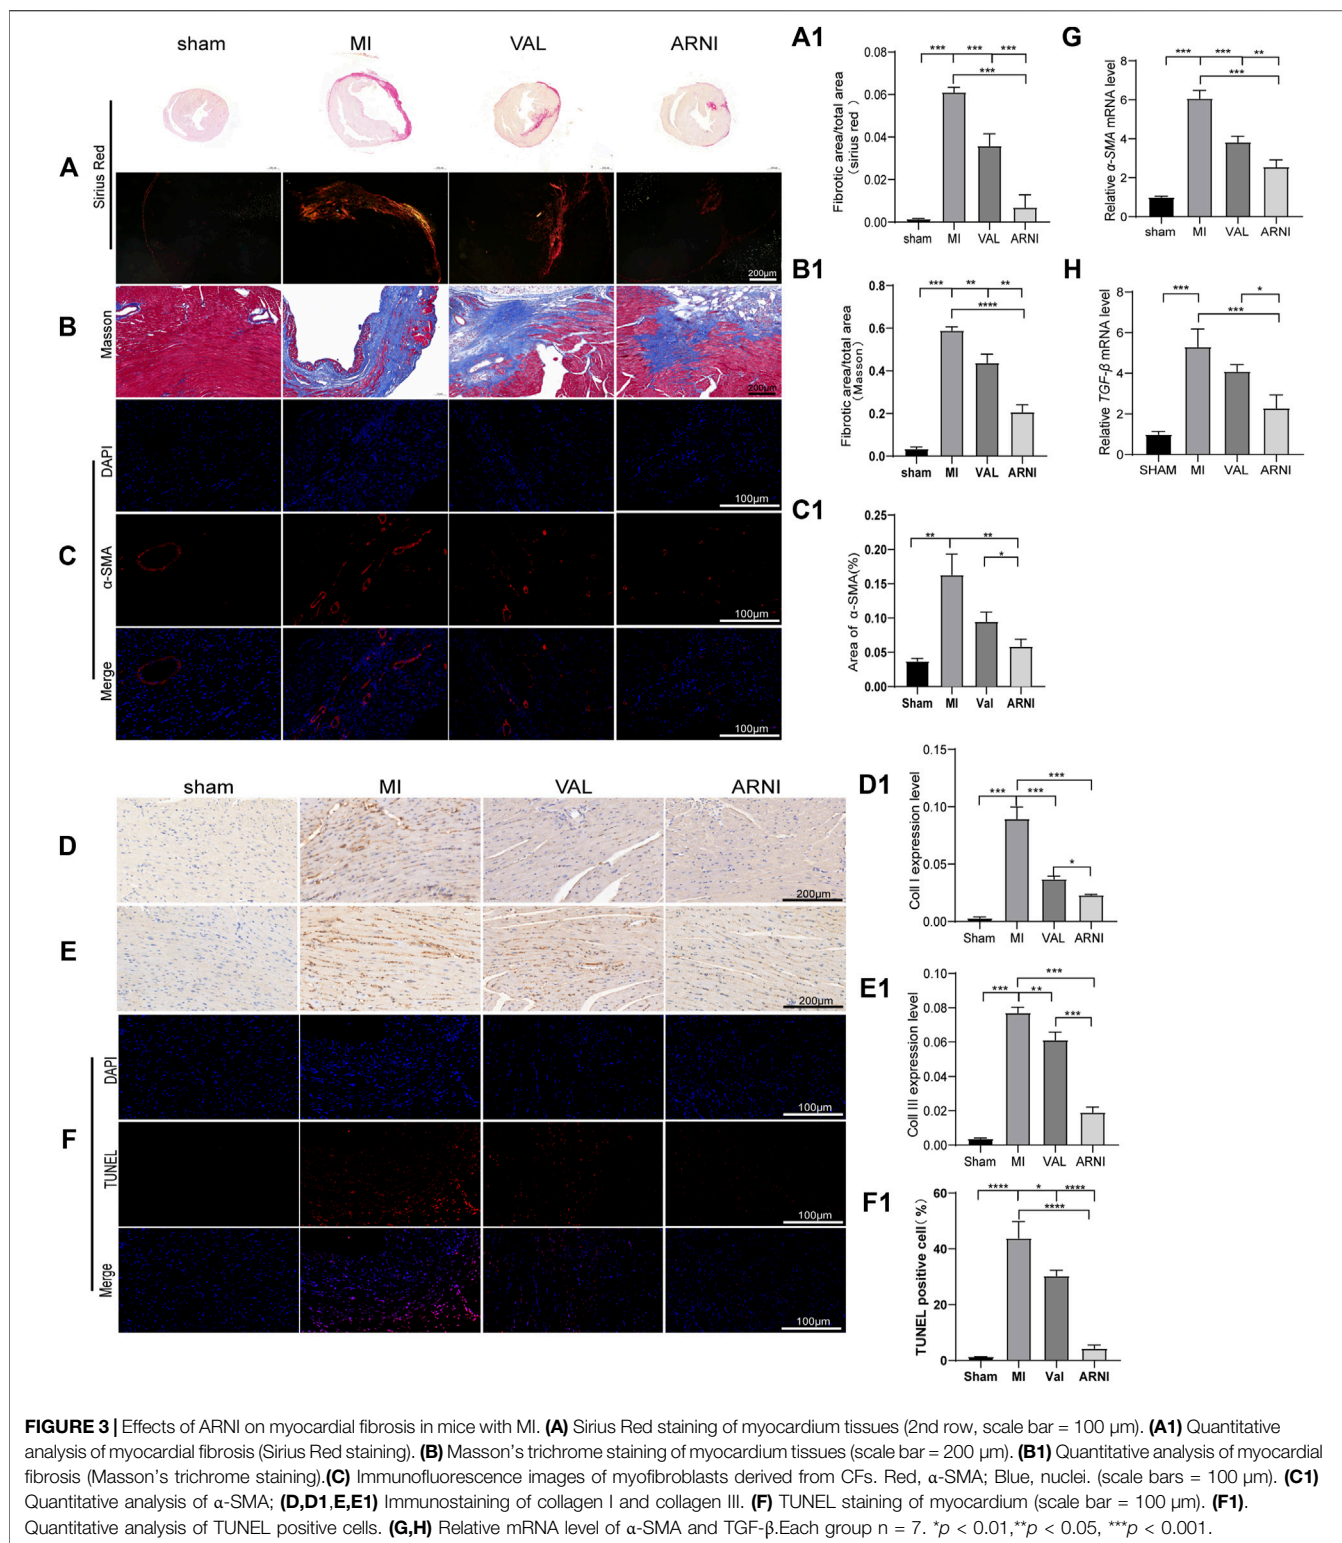 sham MI VAL ARNI
A
Sirius Red
200μm
B
Masson
200μm
C
DAPI
100μm
α-SMA
100μm
Merge
100μm
A1
Fibrotic area/total area
(sirius red)
0.08
0.06
0.04
0.02
0.00
*** *** ***
***
sham MI VAL ARNI
G
Relative α-SMA mRNA level
8
6
4
2
0
*** *** **
***
sham MI VAL ARNI
B1
Fibrotic area/total area
(Masson)
0.8
0.6
0.4
0.2
0.0
*** ** **
****
sham MI VAL ARNI
H
Relative TGF-β mRNA level
8
6
4
2
0
*** *
***
SHAM MI VAL ARNI
C1
Area of α-SMA(%)
0.25
0.20
0.15
0.10
0.05
0.00
** **
*
Sham MI Val ARNI
sham MI VAL ARNI
D
200μm
E
200μm
F
DAPI
100μm
TUNEL
100μm
Merge
100μm
D1
Coll I expression level
0.15
0.10
0.05
0.00
***
*** ***
*
Sham MI VAL ARNI
E1
Coll III expression level
0.10
0.08
0.06
0.04
0.02
0.00
***
*** **
***
Sham MI VAL ARNI
F1
TUNEL positive cell(%)
60
40
20
0
**** * ****
****
Sham MI Val ARNI
FIGURE 3 | Effects of ARNI on myocardial fibrosis in mice with MI. (A) Sirius Red staining of myocardium tissues (2nd row, scale bar = 100 μm). (A1) Quantitative
analysis of myocardial fibrosis (Sirius Red staining). (B) Masson's trichrome staining of myocardium tissues (scale bar = 200 μm). (B1) Quantitative analysis of myocardial
fibrosis (Masson's trichrome staining).(C) Immunofluorescence images of myofibroblasts derived from CFs. Red, α-SMA; Blue, nuclei. (scale bars = 100 μm). (C1)
Quantitative analysis of α-SMA; (D,D1,E,E1) Immunostaining of collagen I and collagen III. (F) TUNEL staining of myocardium (scale bar = 100 μm). (F1).
Quantitative analysis of TUNEL positive cells. (G,H) Relative mRNA level of α-SMA and TGF-β.Each group n = 7. *p < 0.01,**p < 0.05, ***p < 0.001.